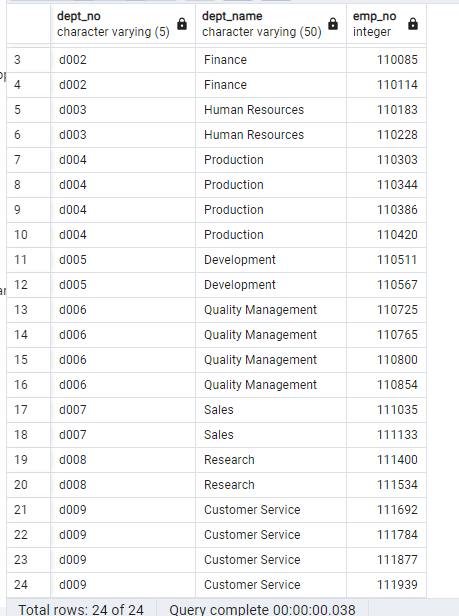 dept_no dept_name emp_no
character varying (5) character varying (50) integer
3 d002 Finance 110085
4 d002 Finance 110114
5 d003 Human Resources 110183
6 d003 Human Resources 110228
7 d004 Production 110303
8 d004 Production 110344
9 d004 Production 110386
10 d004 Production 110420
11 d005 Development 110511
12 d005 Development 110567
13 d006 Quality Management 110725
14 d006 Quality Management 110765
15 d006 Quality Management 110800
16 d006 Quality Management 110854
17 d007 Sales 111035
18 d007 Sales 111133
19 d008 Research 111400
20 d008 Research 111534
21 d009 Customer Service 111692
22 d009 Customer Service 111784
23 d009 Customer Service 111877
24 d009 Customer Service 111939
Total rows: 24 of 24 Query complete 00:00:00.038